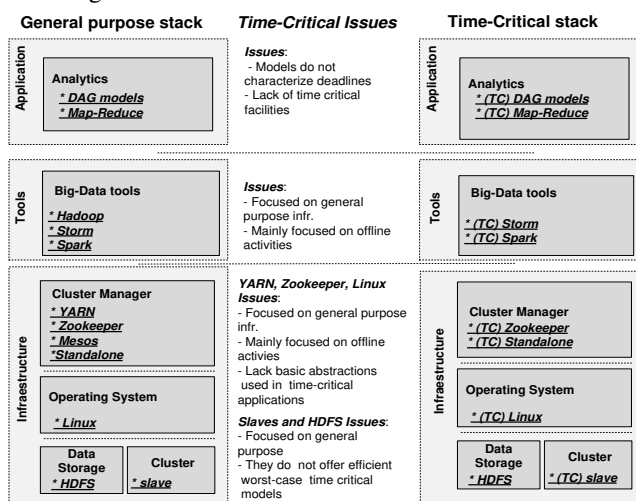 General purpose stack
Application
Analytics
* DAG models
* Map-Reduce
Tools
Big-Data tools
* Hadoop
* Storm
* Spark
Infraestructure
Cluster Manager
* YARN
* Zookeeper
* Mesos
*Standalone
Operating System
* Linux
Data
Storage
* HDFS
Cluster
* slave
Time-Critical Issues
Issues:
- Models do not
characterize deadlines
- Lack of time critical
facilities
Issues:
- Focused on general
purpose infr.
- Mainly focused on offline
activities
YARN, Zookeeper, Linux
Issues:
- Focused on general purpose
infr.
- Mainly focused on offline
activies
- Lack basic abstractions
used in time-critical
applications
Slaves and HDFS Issues:
- Focused on general
purpose
- They do not offer efficient
worst-case time critical
models
Time-Critical stack
Application
Analytics
* (TC) DAG models
* (TC) Map-Reduce
Tools
Big-Data tools
* (TC) Storm
* (TC) Spark
Infraestructure
Cluster Manager
* (TC) Zookeeper
* (TC) Standalone
Operating System
* (TC) Linux
Data
Storage
* HDFS
Cluster
* (TC) slave